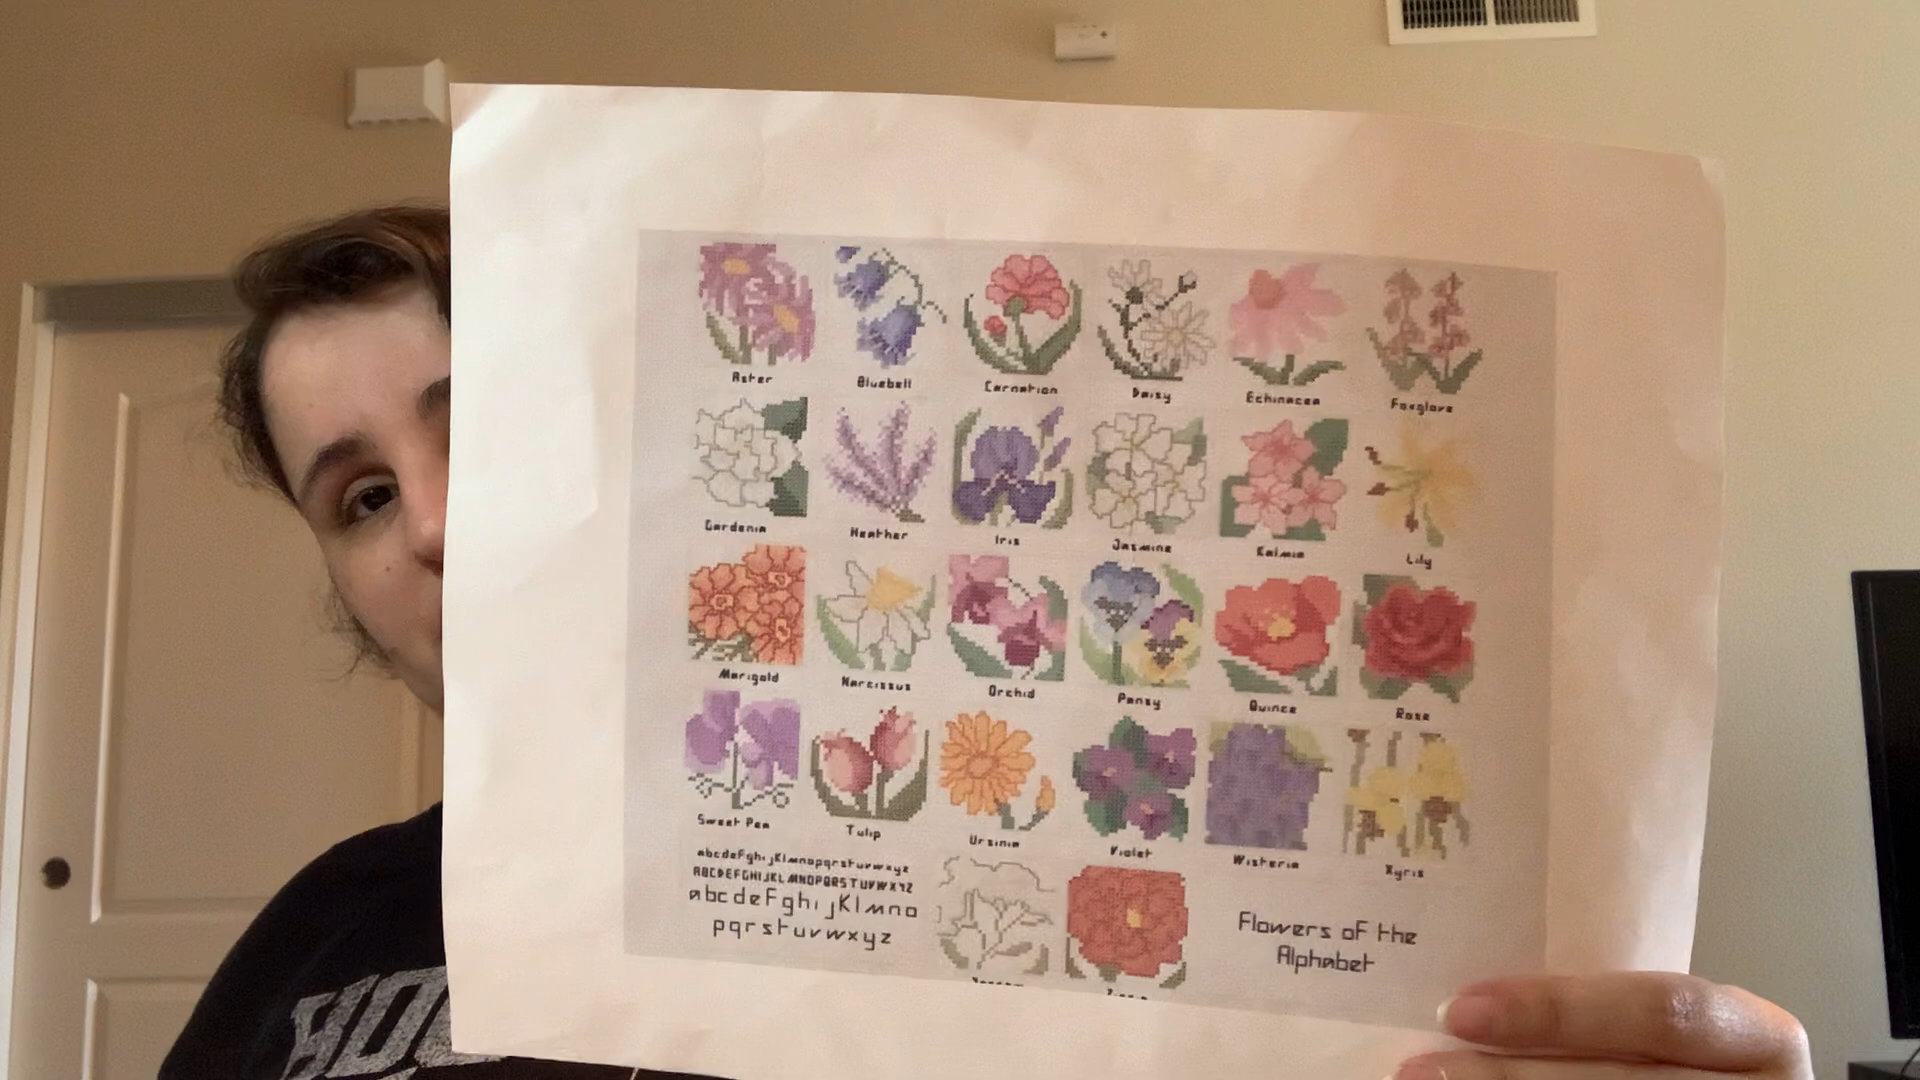 Aster Bluebell Carnation Daisy Echinacea Foxglove
Gardenia Heather Iris Jasmine Kalmia Lily
Marigold Narcissus Orchid Pansy Quince Rose
Sweet Pea Tulip Ursinia Violet Wisteria Xyris
abcdefghijklmnopqrstuvwxyz
ABCDEFGHIJKLMNOPQRSTUVWXYZ
abcdefghijklmno
pqrstuvwxyz
Flowers of the
Alphabet